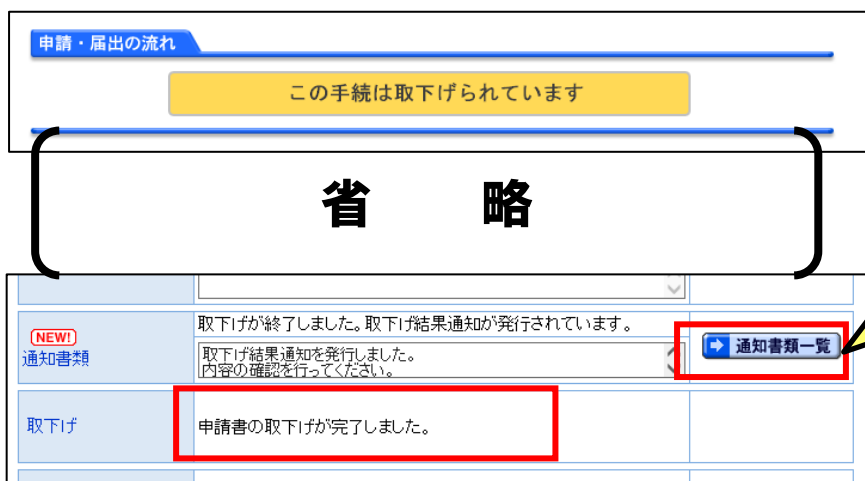 申請・届出の流れ
この手続は取下げられています
省 略
NEW!
通知書類
取下げが終了しました。取下げ結果通知が発行されています。
取下げ結果通知を発行しました。
内容の確認を行ってください。
通知書類一覧
取下げ
申請書の取下げが完了しました。